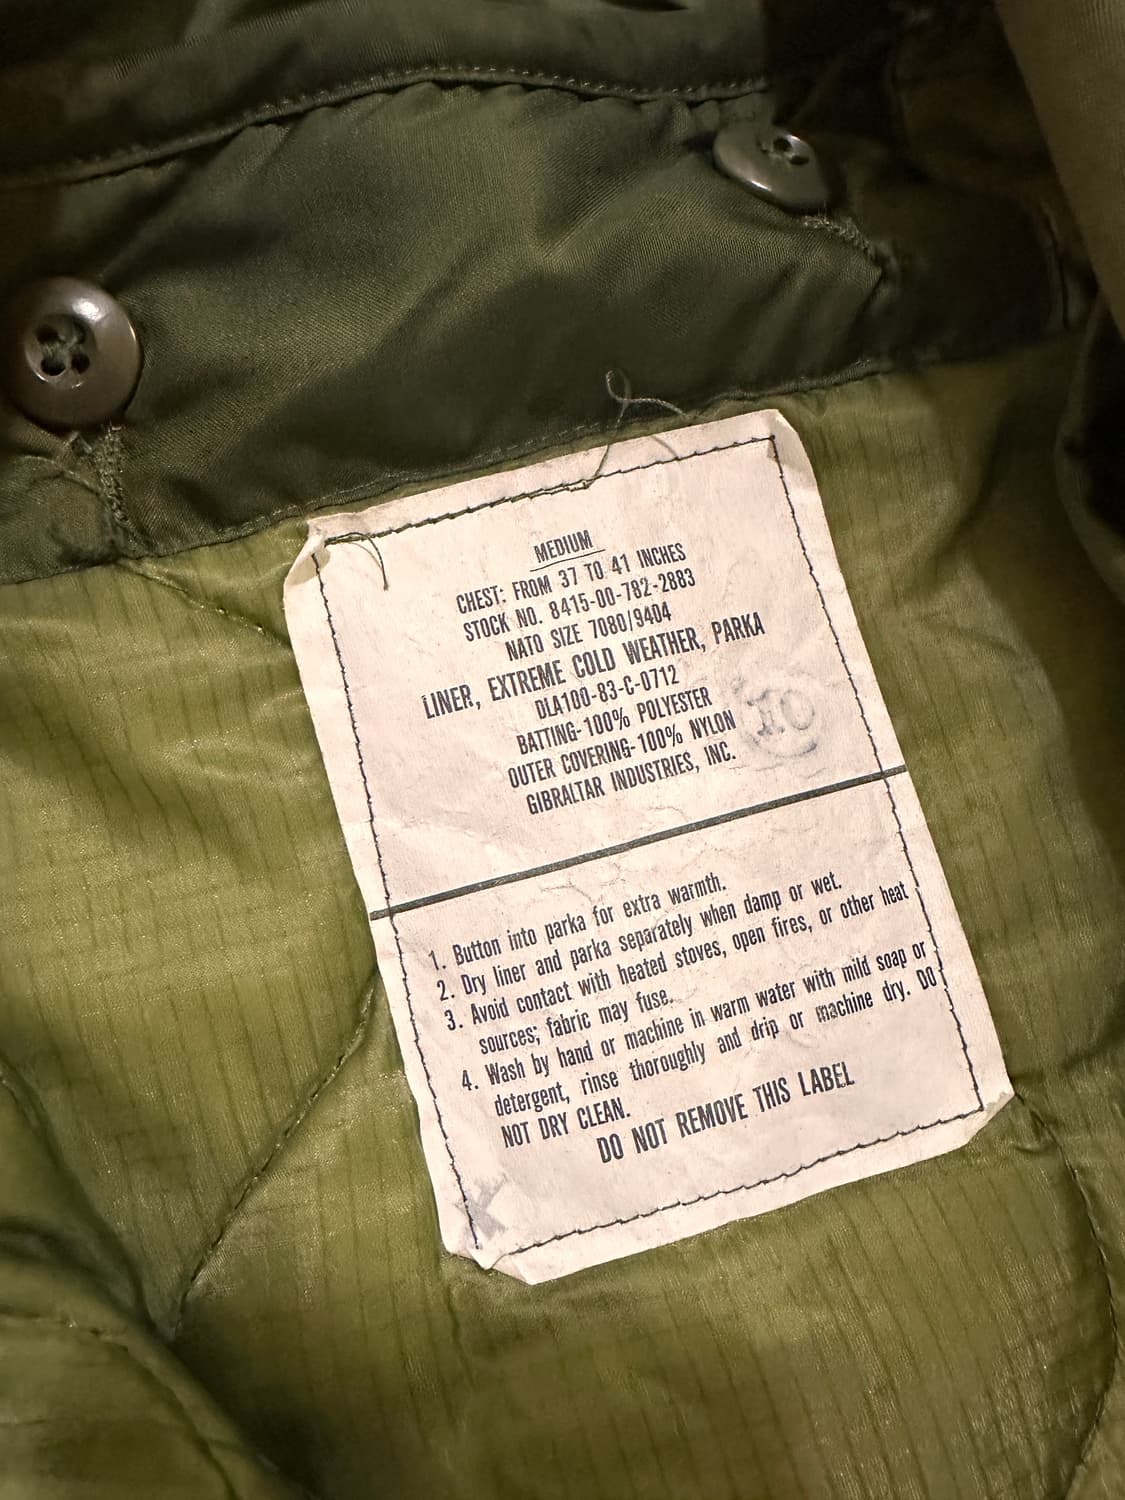 MEDIUM
CHEST: FROM 37 TO 41 INCHES
STOCK NO. 8415-00-782-2883
NATO SIZE 7080/9404
LINER, EXTREME COLD WEATHER, PARKA
DLA100-83-C-0712
BATTING-100% POLYESTER
OUTER COVERING-100% NYLON
GIBRALTAR INDUSTRIES, INC.
1. Button into parka for extra warmth.
2. Dry liner and parka separately when damp or wet.
3. Avoid contact with heated stoves, open fires, or other heat
sources; fabric may fuse.
4. Wash by hand or machine in warm water with mild soap or
detergent, rinse thoroughly and drip or machine dry. DO
NOT DRY CLEAN.
DO NOT REMOVE THIS LABEL